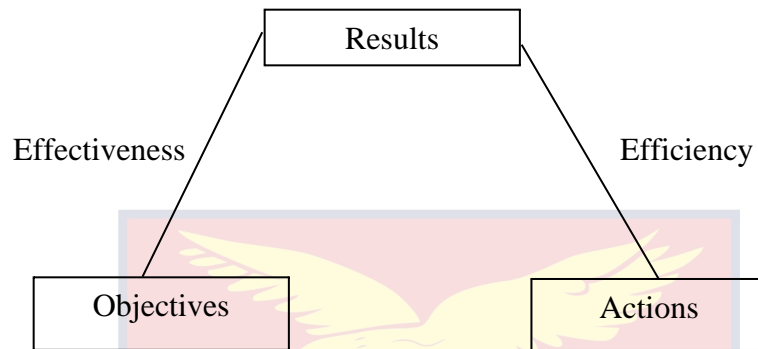 Results
Effectiveness
Efficiency
Objectives
Actions